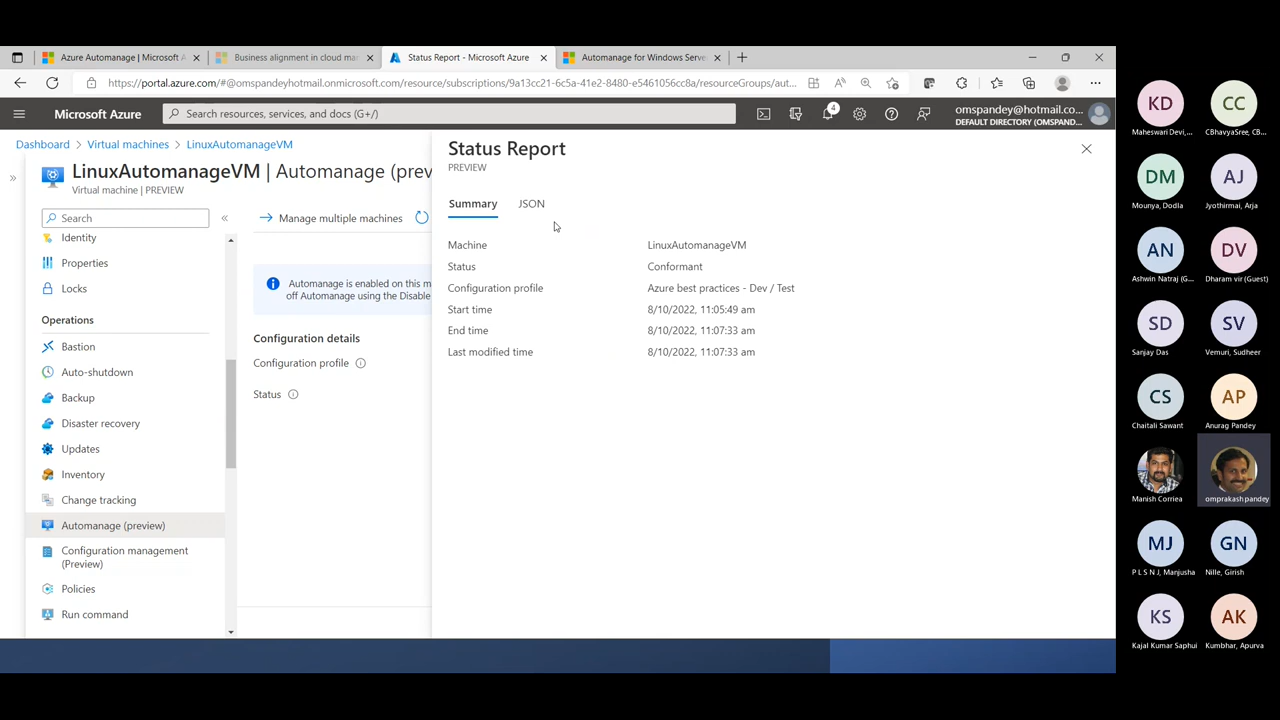 Azure Automanage | Microsoft A
Business alignment in cloud ma
Status Report - Microsoft Azure
Automanage for Windows Serve
https://portal.azure.com/#@omspandeyhotmail.onmicrosoft.com/resource/subscriptions/9a13cc21-6c5a-41e2-8480-e5461056cc8a/resourceGroups/aut...
Microsoft Azure
Search resources, services, and docs (G+/)
4
omspandey@hotmail.co...
DEFAULT DIRECTORY (OMSPAND...
Dashboard > Virtual machines > LinuxAutomanageVM
LinuxAutomanageVM | Automanage (prev
Virtual machine | PREVIEW
Search
Identity
Properties
Locks
Operations
Bastion
Auto-shutdown
Backup
Disaster recovery
Updates
Inventory
Change tracking
Automanage (preview)
Configuration management
(Preview)
Policies
Run command
Manage multiple machines
Automanage is enabled on this m
off Automanage using the Disable
Configuration details
Configuration profile
Status
Status Report
PREVIEW
Summary
JSON
Machine LinuxAutomanageVM
Status Conformant
Configuration profile Azure best practices - Dev / Test
Start time 8/10/2022, 11:05:49 am
End time 8/10/2022, 11:07:33 am
Last modified time 8/10/2022, 11:07:33 am
KD
Maheswari Devi,...
CC
CBhavyaSree, CB...
DM
Mounya, Dodla
AJ
Jyothirmai, Arja
AN
Ashwin Natraj (G...
DV
Dharam vir (Guest)
SD
Sanjay Das
SV
Vemuri, Sudheer
CS
Chaitali Sawant
AP
Anurag Pandey
Manish Corriea
omprakash pandey
MJ
P L S N J, Manjusha
GN
Nille, Girish
KS
Kajal Kumar Saphui
AK
Kumbhar, Apurva